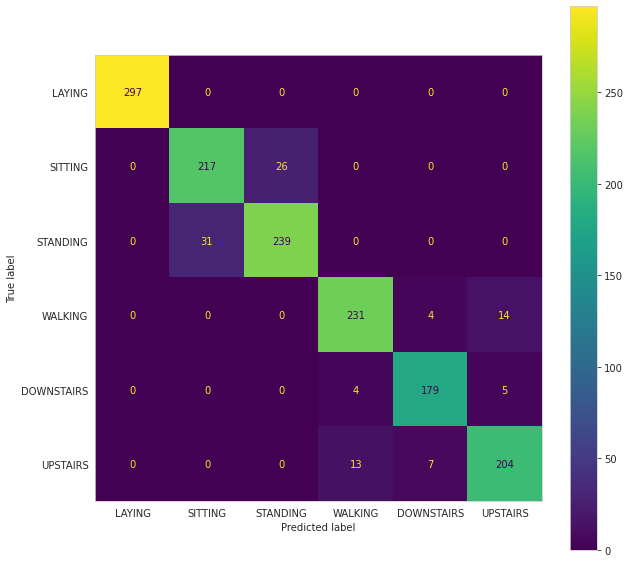 LAYING 297 0 0 0 0 0
SITTING 0 217 26 0 0 0
STANDING 0 31 239 0 0 0
WALKING 0 0 0 231 4 14
DOWNSTAIRS 0 0 0 4 179 5
UPSTAIRS 0 0 0 13 7 204
LAYING SITTING STANDING WALKING DOWNSTAIRS UPSTAIRS
Predicted label
True label
250
200
150
100
50
0